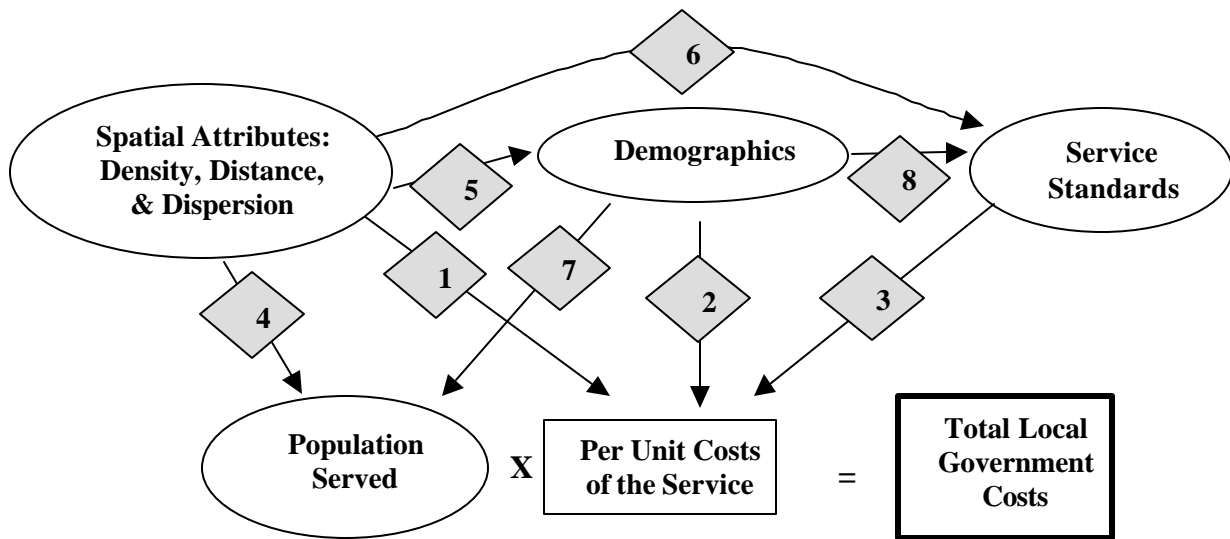 6
Spatial Attributes:
Density, Distance,
& Dispersion
5
Demographics
8
Service
Standards
1
7
2
3
4
Population
Served
X
Per Unit Costs
of the Service
=
Total Local
Government
Costs